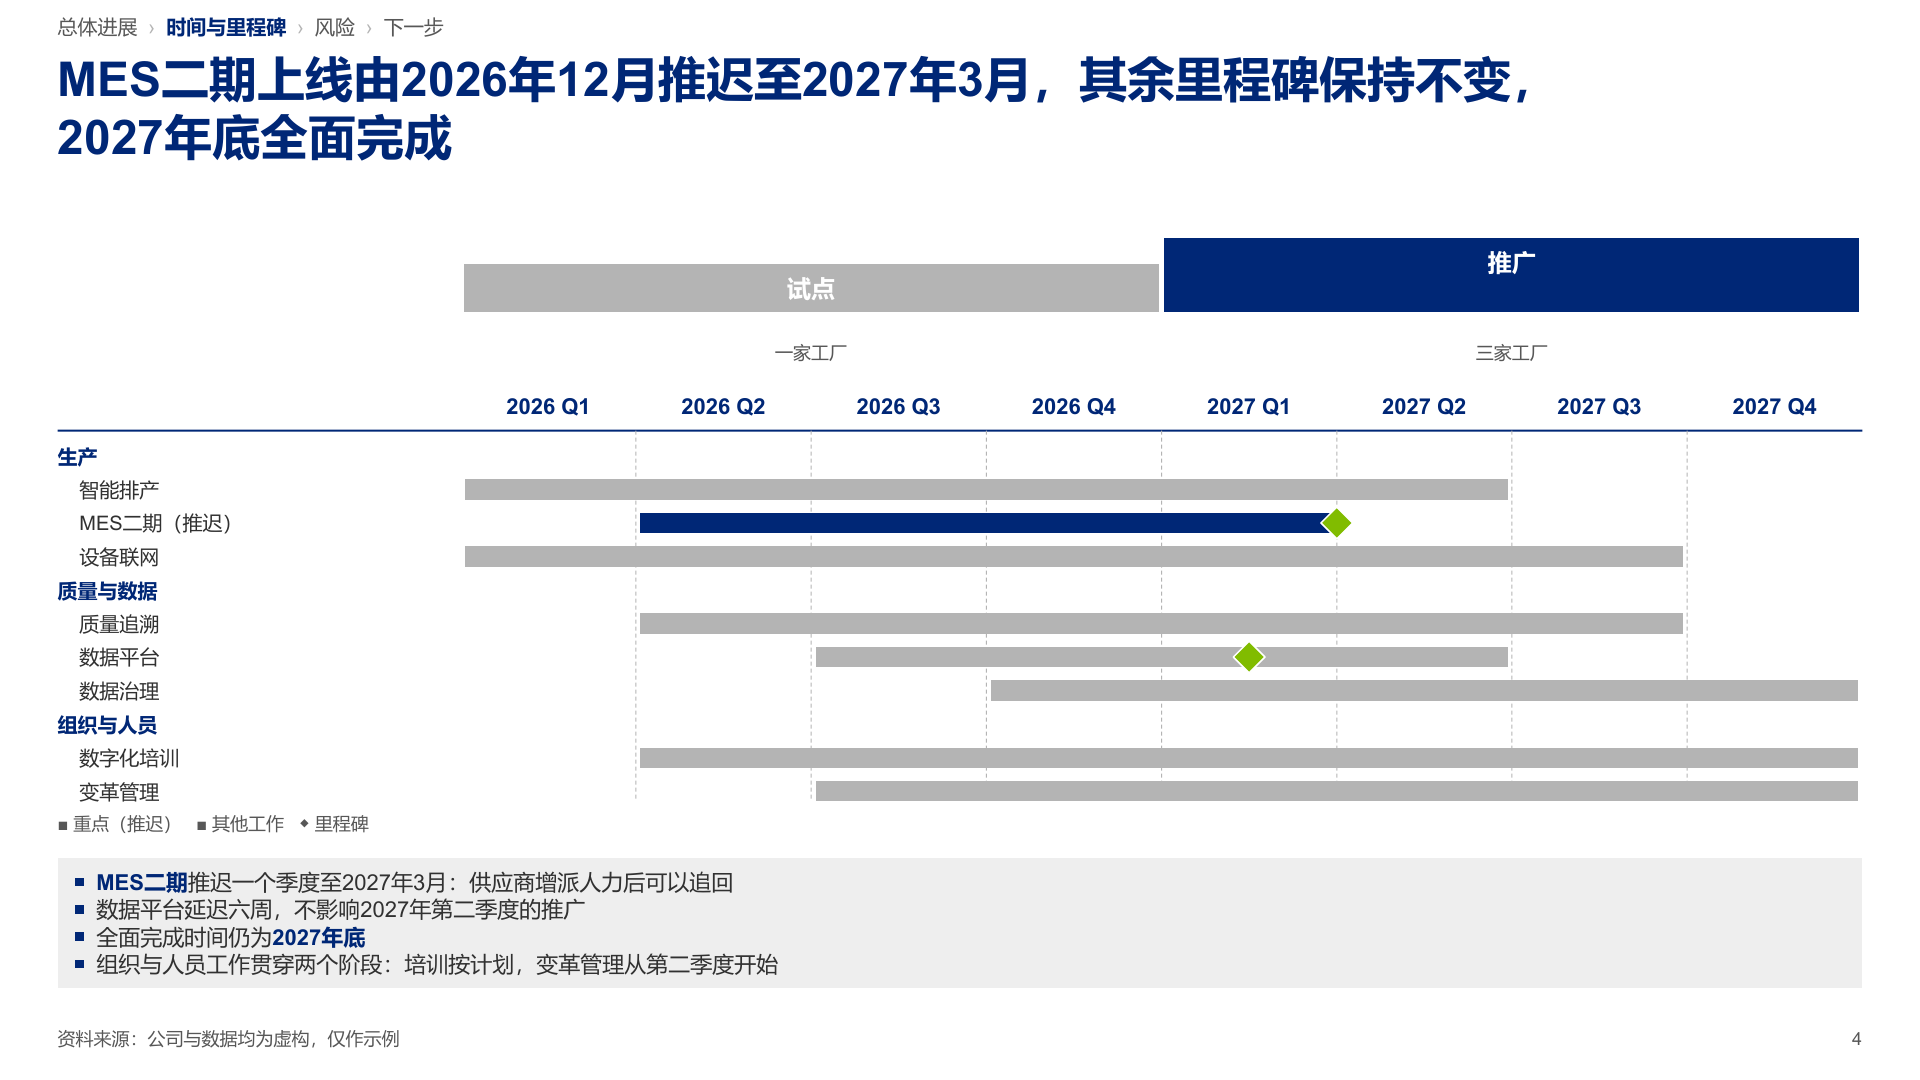 总体进展 › 时间与里程碑 › 风险 › 下一步
MES二期上线由2026年12月推迟至2027年3月，其余里程碑保持不变，
2027年底全面完成
试点
推广
一家工厂
三家工厂
2026 Q1
2026 Q2
2026 Q3
2026 Q4
2027 Q1
2027 Q2
2027 Q3
2027 Q4
生产
智能排产
MES二期（推迟）
设备联网
质量与数据
质量追溯
数据平台
数据治理
组织与人员
数字化培训
变革管理
■ 重点（推迟） ■ 其他工作 ◆ 里程碑
MES二期推迟一个季度至2027年3月：供应商增派人力后可以追回
数据平台延迟六周，不影响2027年第二季度的推广
全面完成时间仍为2027年底
组织与人员工作贯穿两个阶段：培训按计划，变革管理从第二季度开始
资料来源：公司与数据均为虚构，仅作示例
4